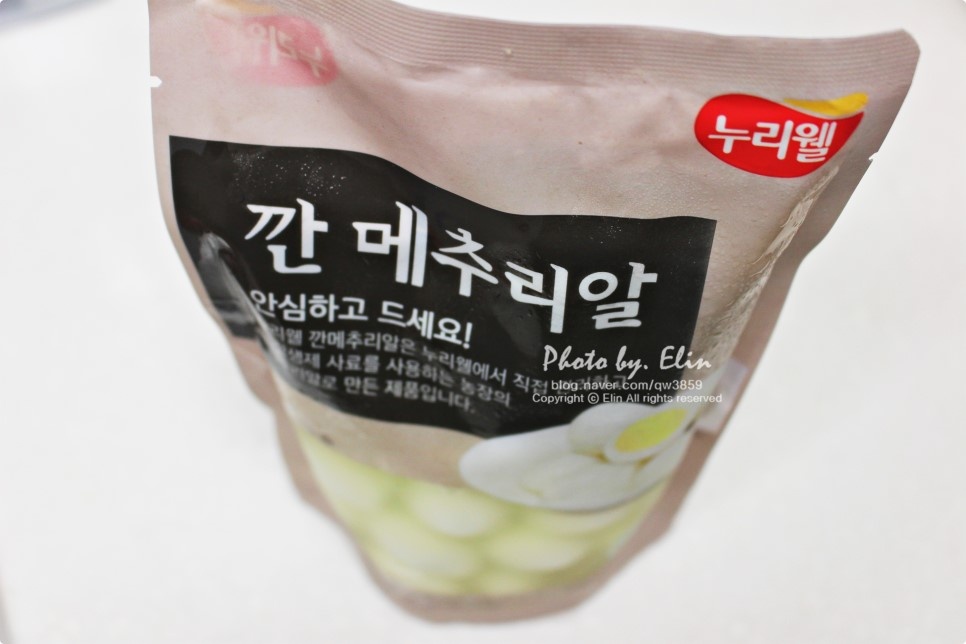 누리웰
깐 메추리알
안심하고 드세요!
깐메추리알은 누리웰에서 직접
사료를 사용하는 농장의
만든 제품입니다.
Photo by. Elin
blog.naver.com/qw3859
Copyright ⓒ Elin All rights reserved